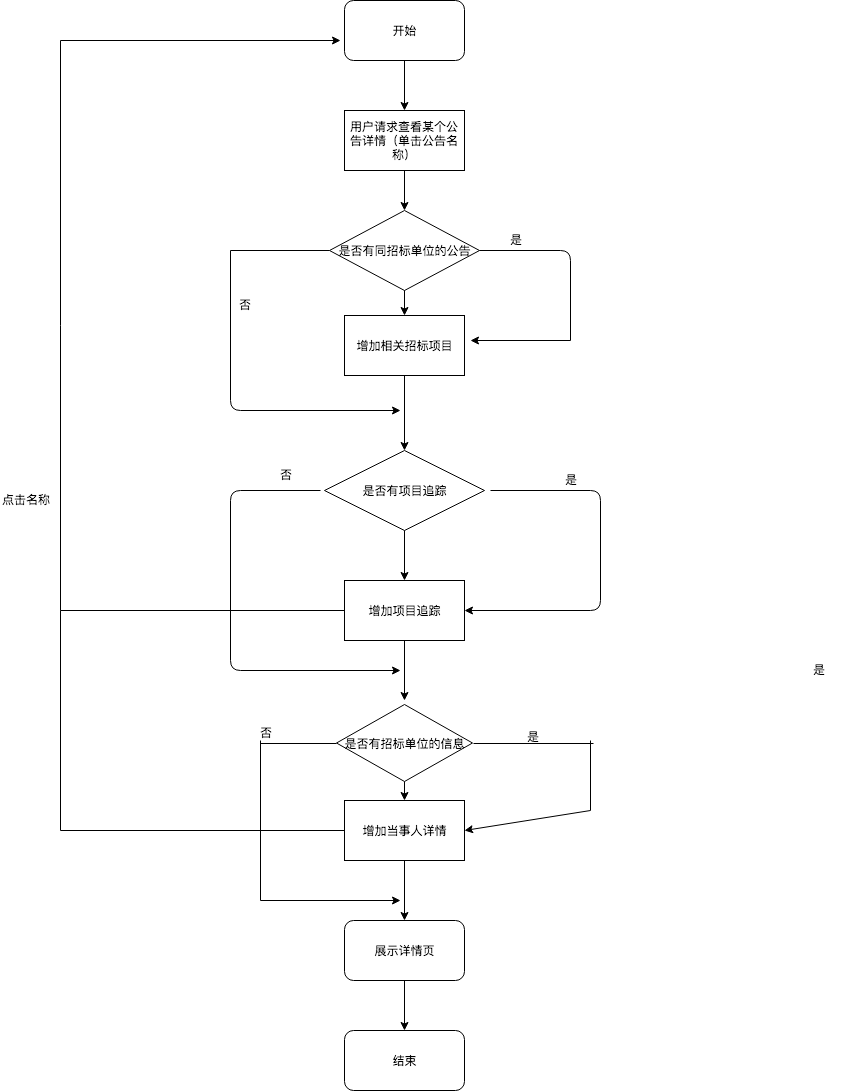 开始
用户请求查看某个公
告详情（单击公告名
称）
是否有同招标单位的公告
是
否
增加相关招标项目
否
是否有项目追踪
是
点击名称
增加项目追踪
是
否
是否有招标单位的信息
是
增加当事人详情
展示详情页
结束